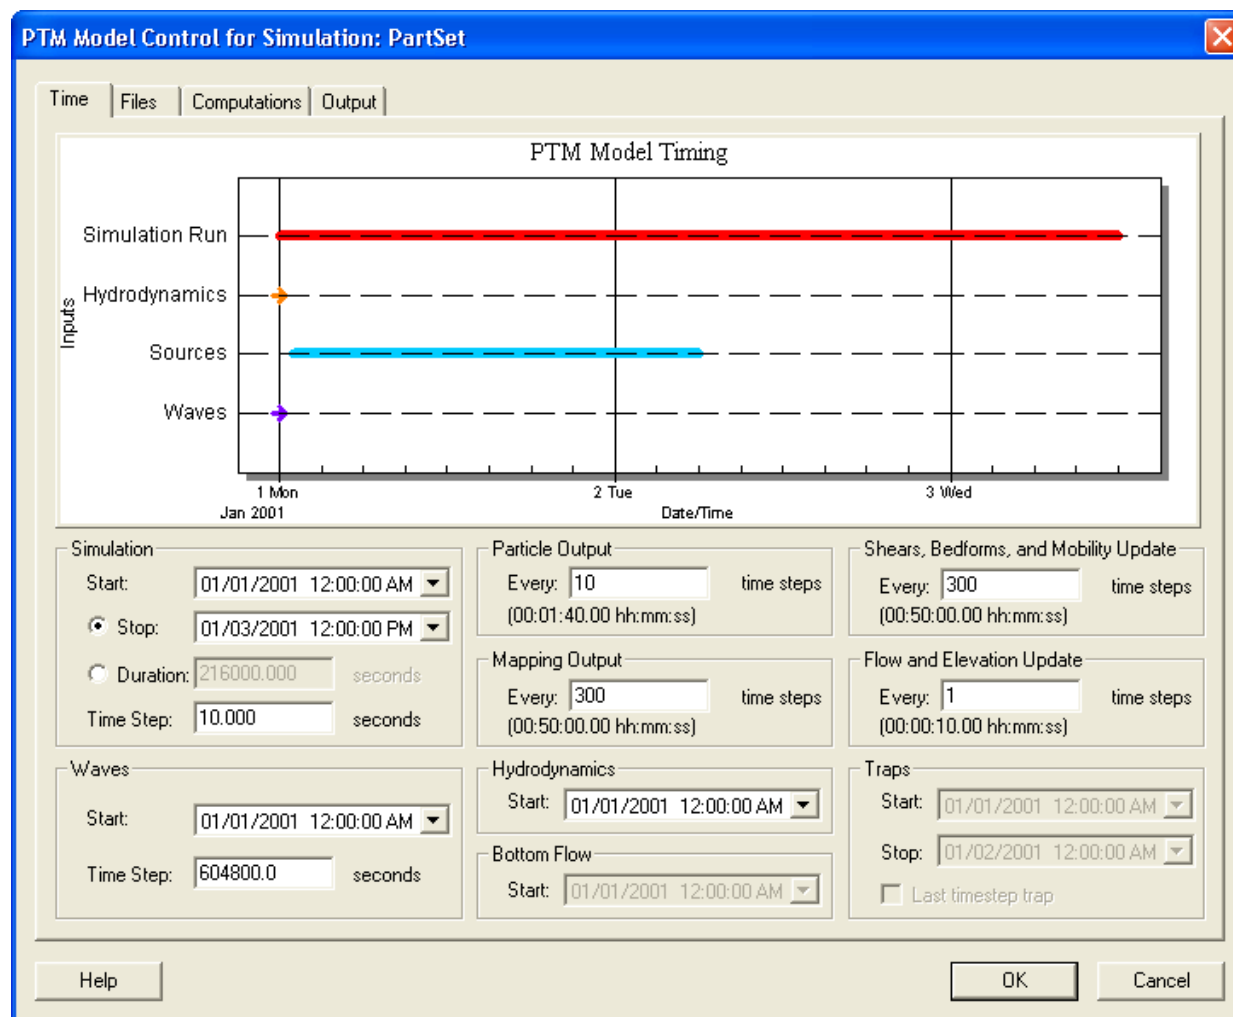 PTM Model Control for Simulation: PartSet
Time Files Computations Output
PTM Model Timing
Simulation Run
Hydrodynamics
Inputs
Sources
Waves
1 Mon 2 Tue 3 Wed
Jan 2001 Date/Time
Simulation
Start: 01/01/2001 12:00:00 AM
Stop: 01/03/2001 12:00:00 PM
Duration: 216000.000 seconds
Time Step: 10.000 seconds
Particle Output
Every: 10 time steps
(00:01:40.00 hh:mm:ss)
Shears, Bedforms, and Mobility Update
Every: 300 time steps
(00:50:00.00 hh:mm:ss)
Mapping Output
Every: 300 time steps
(00:50:00.00 hh:mm:ss)
Flow and Elevation Update
Every: 1 time steps
(00:00:10.00 hh:mm:ss)
Waves
Start: 01/01/2001 12:00:00 AM
Time Step: 604800.0 seconds
Hydrodynamics
Start: 01/01/2001 12:00:00 AM
Bottom Flow
Start: 01/01/2001 12:00:00 AM
Traps
Start: 01/01/2001 12:00:00 AM
Stop: 01/02/2001 12:00:00 AM
Last timestep trap
Help OK Cancel